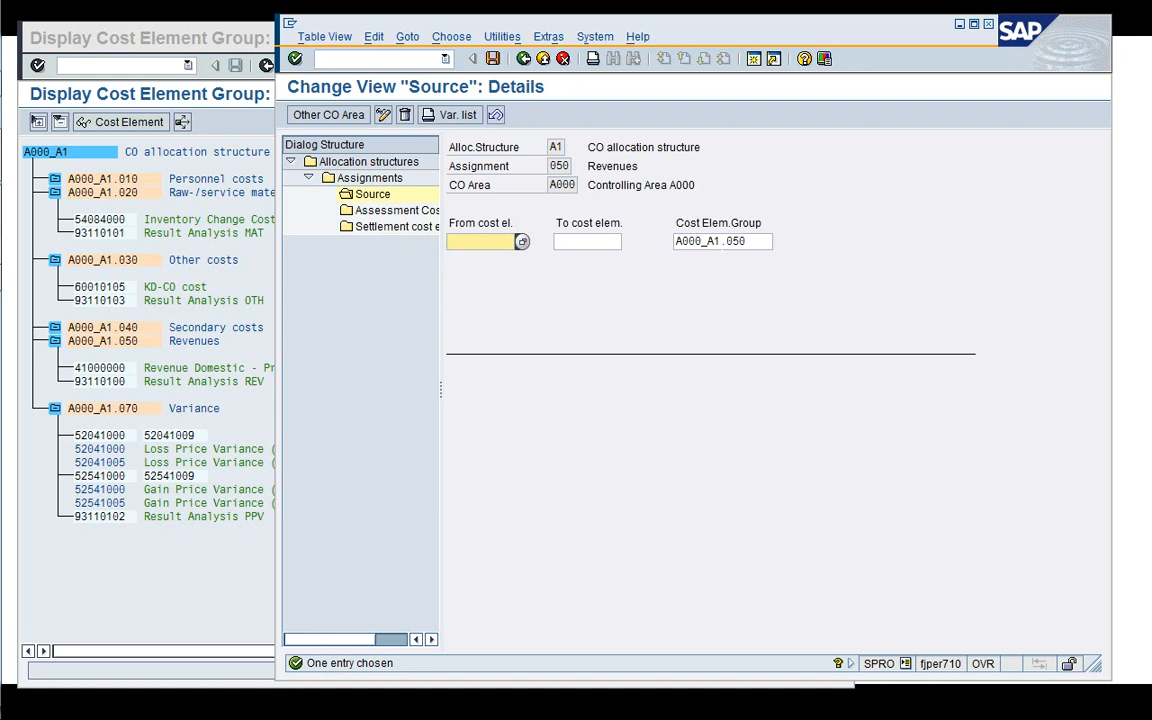 Display Cost Element Group:
Display Cost Element Group:
Cost Element
A000_A1 CO allocation structure
A000_A1.010 Personnel costs
A000_A1.020 Raw-/service mate
54084000 Inventory Change Cost
93110101 Result Analysis MAT
A000_A1.030 Other costs
60010105 KD-CO cost
93110103 Result Analysis OTH
A000_A1.040 Secondary costs
A000_A1.050 Revenues
41000000 Revenue Domestic - Pr
93110100 Result Analysis REV
A000_A1.070 Variance
52041000 52041009
52041000 Loss Price Variance (
52041005 Loss Price Variance (
52541000 52541009
52541000 Gain Price Variance (
52541005 Gain Price Variance (
93110102 Result Analysis PPV
Table View Edit Goto Choose Utilities Extras System Help
SAP
Change View "Source": Details
Other CO Area Var. list
Dialog Structure
Allocation structures
Assignments
Source
Assessment Cos
Settlement cost e
Alloc.Structure A1 CO allocation structure
Assignment 050 Revenues
CO Area A000 Controlling Area A000
From cost el. To cost elem. Cost Elem.Group
A000_A1.050
One entry chosen
SPRO fjper710 OVR